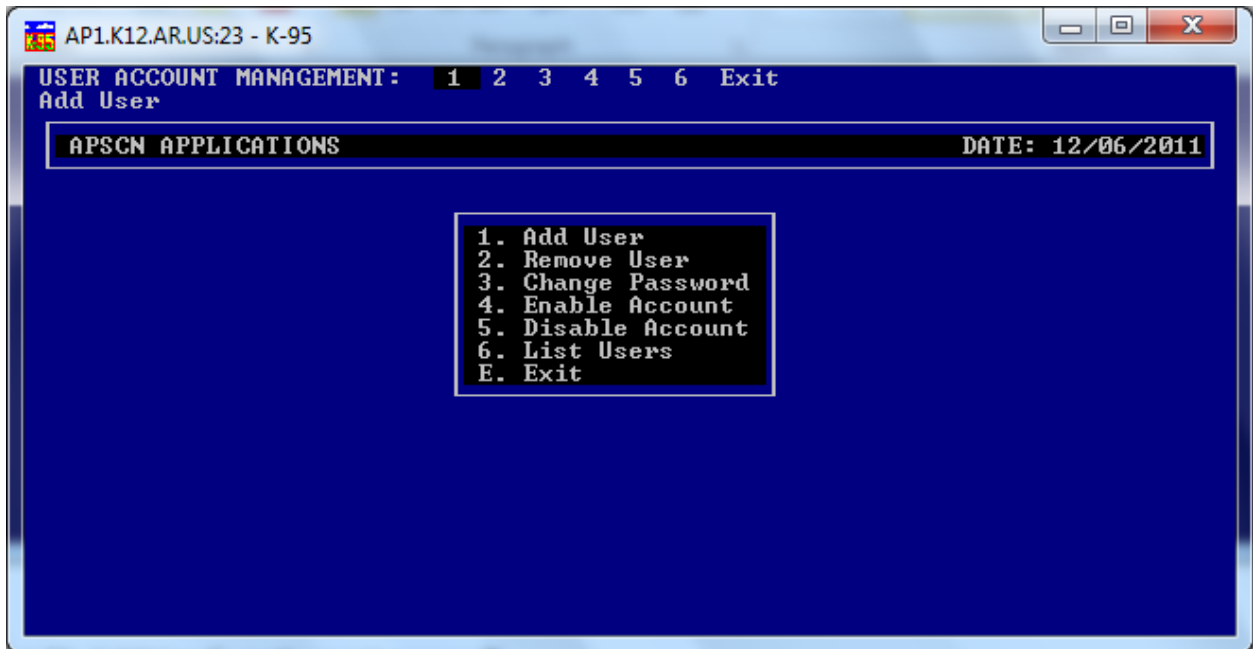 K-95 AP1.K12.AR.US:23 - K-95
USER ACCOUNT MANAGEMENT: 1 2 3 4 5 6 Exit
Add User
APSCN APPLICATIONS DATE: 12/06/2011
1. Add User
2. Remove User
3. Change Password
4. Enable Account
5. Disable Account
6. List Users
E. Exit